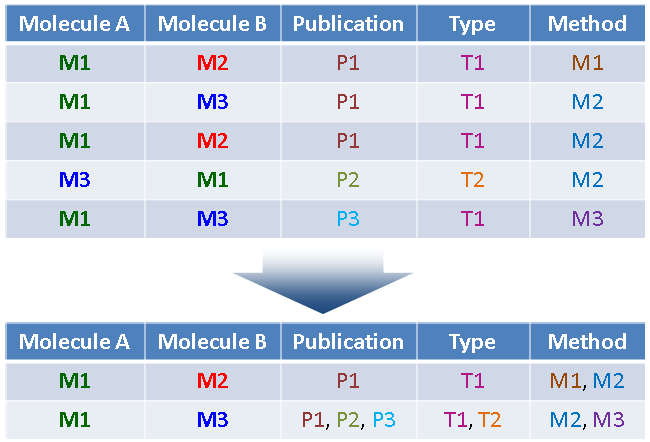 Molecule A Molecule B Publication Type Method
M1 M2 P1 T1 M1
M1 M3 P1 T1 M2
M1 M2 P1 T1 M2
M3 M1 P2 T2 M2
M1 M3 P3 T1 M3
Molecule A Molecule B Publication Type Method
M1 M2 P1 T1 M1, M2
M1 M3 P1, P2, P3 T1, T2 M2, M3